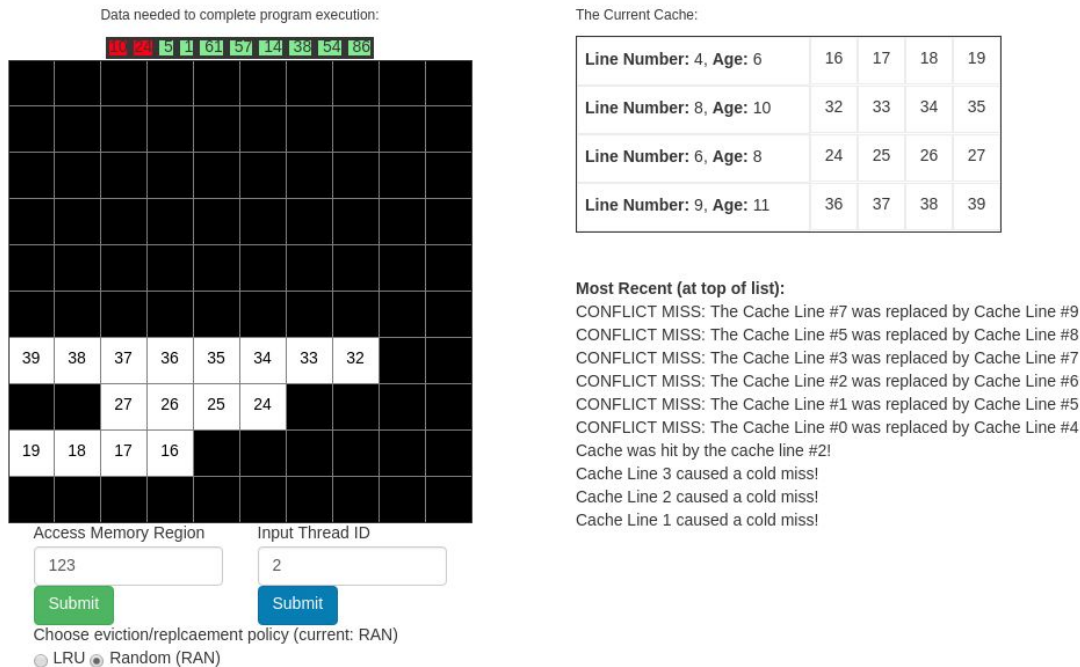 Data needed to complete program execution:
10 24 5 1 61 57 14 38 54 86
39 38 37 36 35 34 33 32
27 26 25 24
19 18 17 16
Access Memory Region Input Thread ID
123 2
Submit Submit
Choose eviction/replcaement policy (current: RAN)
LRU Random (RAN)
The Current Cache:
Line Number: 4, Age: 6 16 17 18 19
Line Number: 8, Age: 10 32 33 34 35
Line Number: 6, Age: 8 24 25 26 27
Line Number: 9, Age: 11 36 37 38 39
Most Recent (at top of list):
CONFLICT MISS: The Cache Line #7 was replaced by Cache Line #9
CONFLICT MISS: The Cache Line #5 was replaced by Cache Line #8
CONFLICT MISS: The Cache Line #3 was replaced by Cache Line #7
CONFLICT MISS: The Cache Line #2 was replaced by Cache Line #6
CONFLICT MISS: The Cache Line #1 was replaced by Cache Line #5
CONFLICT MISS: The Cache Line #0 was replaced by Cache Line #4
Cache was hit by the cache line #2!
Cache Line 3 caused a cold miss!
Cache Line 2 caused a cold miss!
Cache Line 1 caused a cold miss!